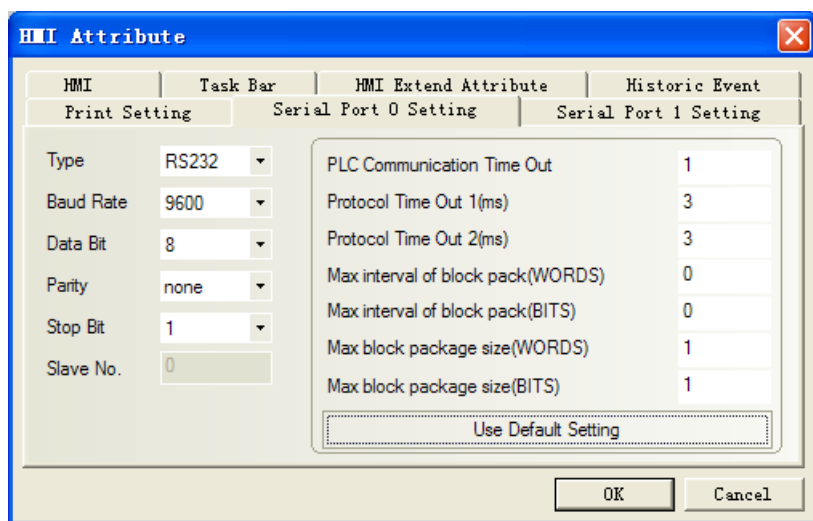 HMI Attribute
HMI Task Bar HMI Extend Attribute Historic Event
Print Setting Serial Port 0 Setting Serial Port 1 Setting
Type RS232
Baud Rate 9600
Data Bit 8
Parity none
Stop Bit 1
Slave No. 0
PLC Communication Time Out 1
Protocol Time Out 1(ms) 3
Protocol Time Out 2(ms) 3
Max interval of block pack(WORDS) 0
Max interval of block pack(BITS) 0
Max block package size(WORDS) 1
Max block package size(BITS) 1
Use Default Setting
OK Cancel